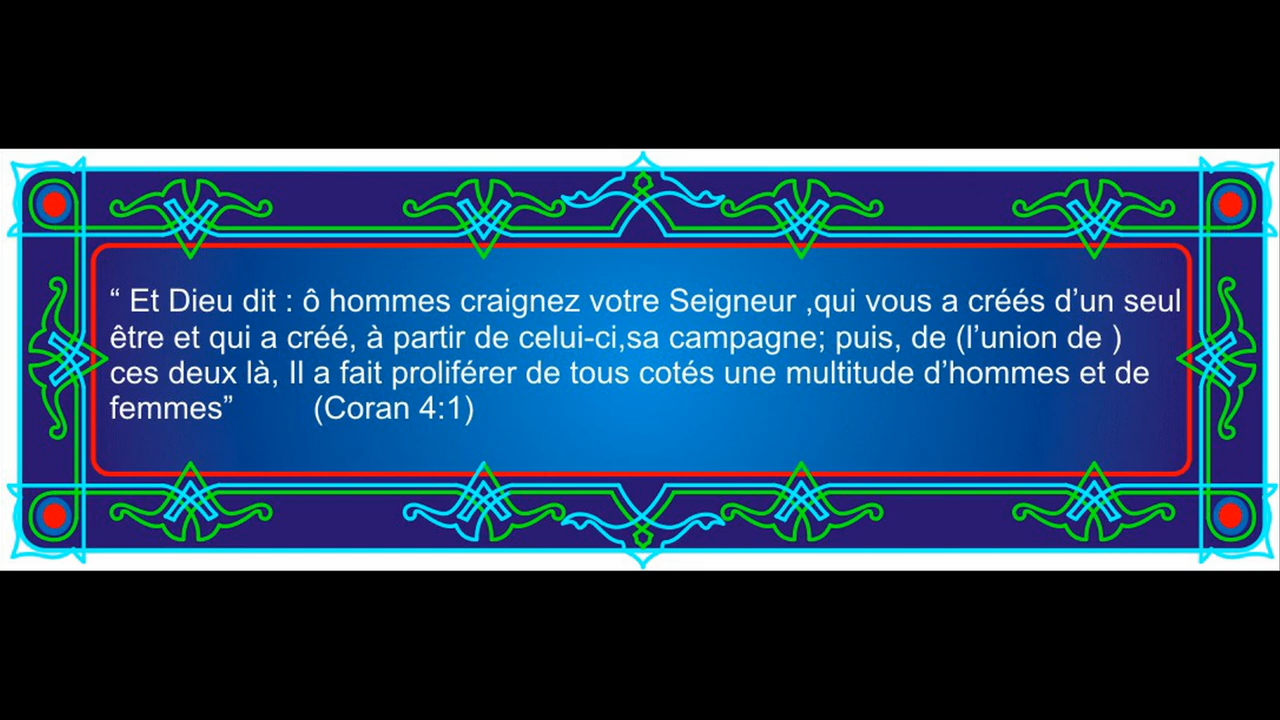 “ Et Dieu dit : ô hommes craignez votre Seigneur ,qui vous a créés d’un seul
être et qui a créé, à partir de celui-ci,sa campagne; puis, de (l’union de )
ces deux là, Il a fait proliférer de tous cotés une multitude d’hommes et de
femmes” (Coran 4:1)